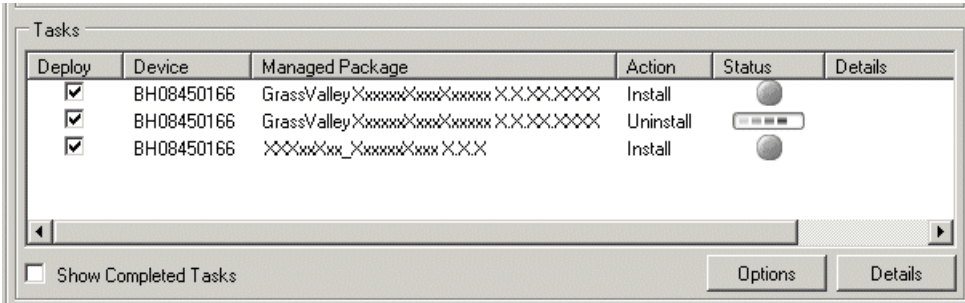 Tasks
Deploy Device Managed Package Action Status Details
BH08450166 GrassValleyXxxxxxXxxxXxxxxx X.X.XX.XXXX Install
BH08450166 GrassValleyXxxxxxXxxxXxxxxx X.X.XX.XXXX Uninstall
BH08450166 XXXxxXxx_XxxxxxXxxx X.X.X Install
Show Completed Tasks Options Details